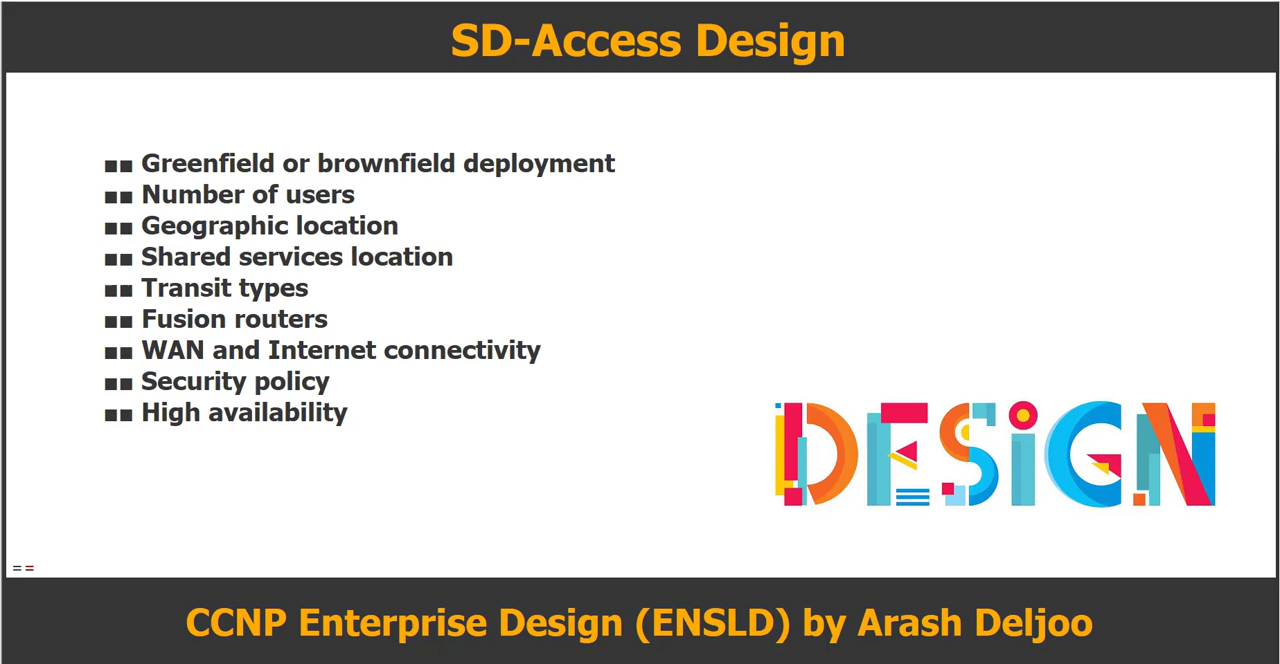 SD-Access Design
■■ Greenfield or brownfield deployment
■■ Number of users
■■ Geographic location
■■ Shared services location
■■ Transit types
■■ Fusion routers
■■ WAN and Internet connectivity
■■ Security policy
■■ High availability
DESiGN
= =
CCNP Enterprise Design (ENSLD) by Arash Deljoo